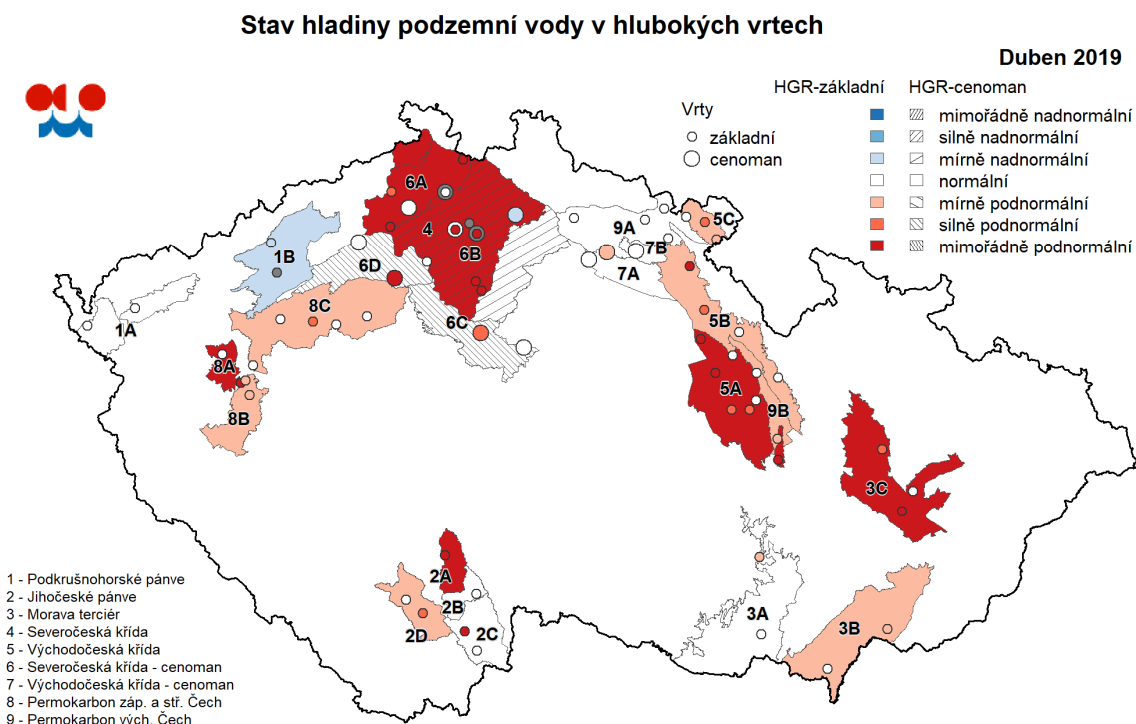 Stav hladiny podzemní vody v hlubokých vrtech
Duben 2019
HGR-základní HGR-cenoman
Vrty
základní
cenoman
mimořádně nadnormální
silně nadnormální
mírně nadnormální
normální
mírně podnormální
silně podnormální
mimořádně podnormální
6A
5C
9A
4
7B
1B
6B
6D
7A
8C
5B
6C
1A
8A
5A
9B
8B
3C
2A
2B
3A
3B
2D
2C
1 - Podkrušnohorské pánve
2 - Jihočeské pánve
3 - Morava terciér
4 - Severočeská křída
5 - Východočeská křída
6 - Severočeská křída - cenoman
7 - Východočeská křída - cenoman
8 - Permokarbon záp. a stř. Čech
9 - Permokarbon vých. Čech